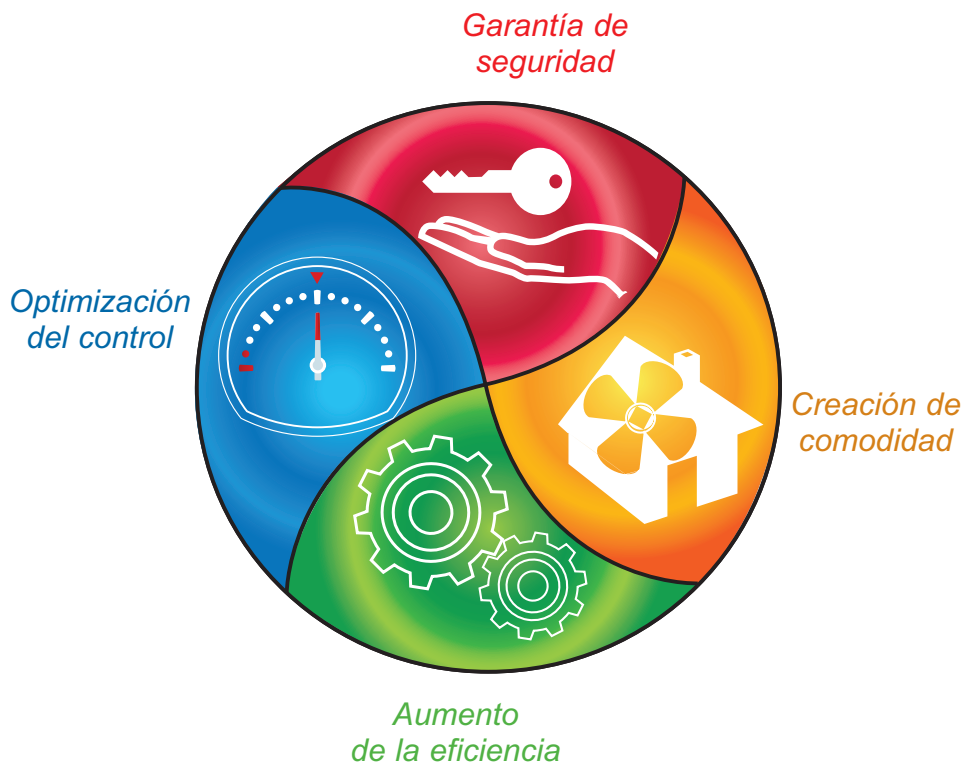 Garantía de
seguridad
Optimización
del control
Creación de
comodidad
Aumento
de la eficiencia